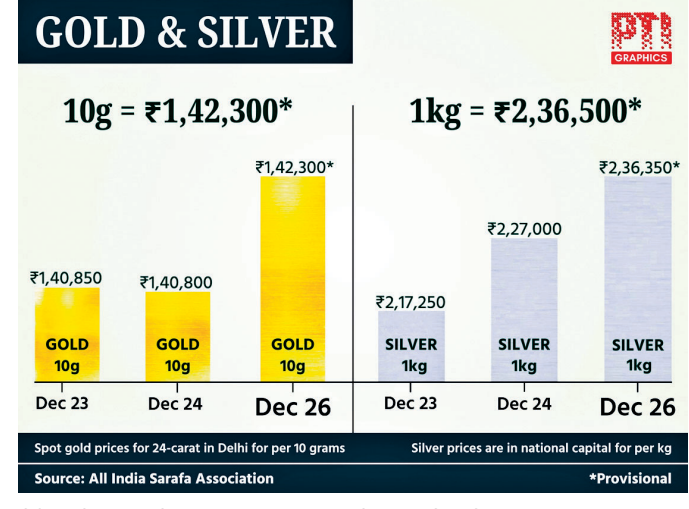 GOLD & SILVER
PTI
GRAPHICS
10g = ₹1,42,300*
1kg = ₹2,36,500*
₹1,40,850
₹1,40,800
₹1,42,300*
₹2,17,250
₹2,27,000
₹2,36,350*
GOLD
10g
GOLD
10g
GOLD
10g
SILVER
1kg
SILVER
1kg
SILVER
1kg
Dec 23
Dec 24
Dec 26
Dec 23
Dec 24
Dec 26
Spot gold prices for 24-carat in Delhi for per 10 grams
Silver prices are in national capital for per kg
Source: All India Sarafa Association
*Provisional